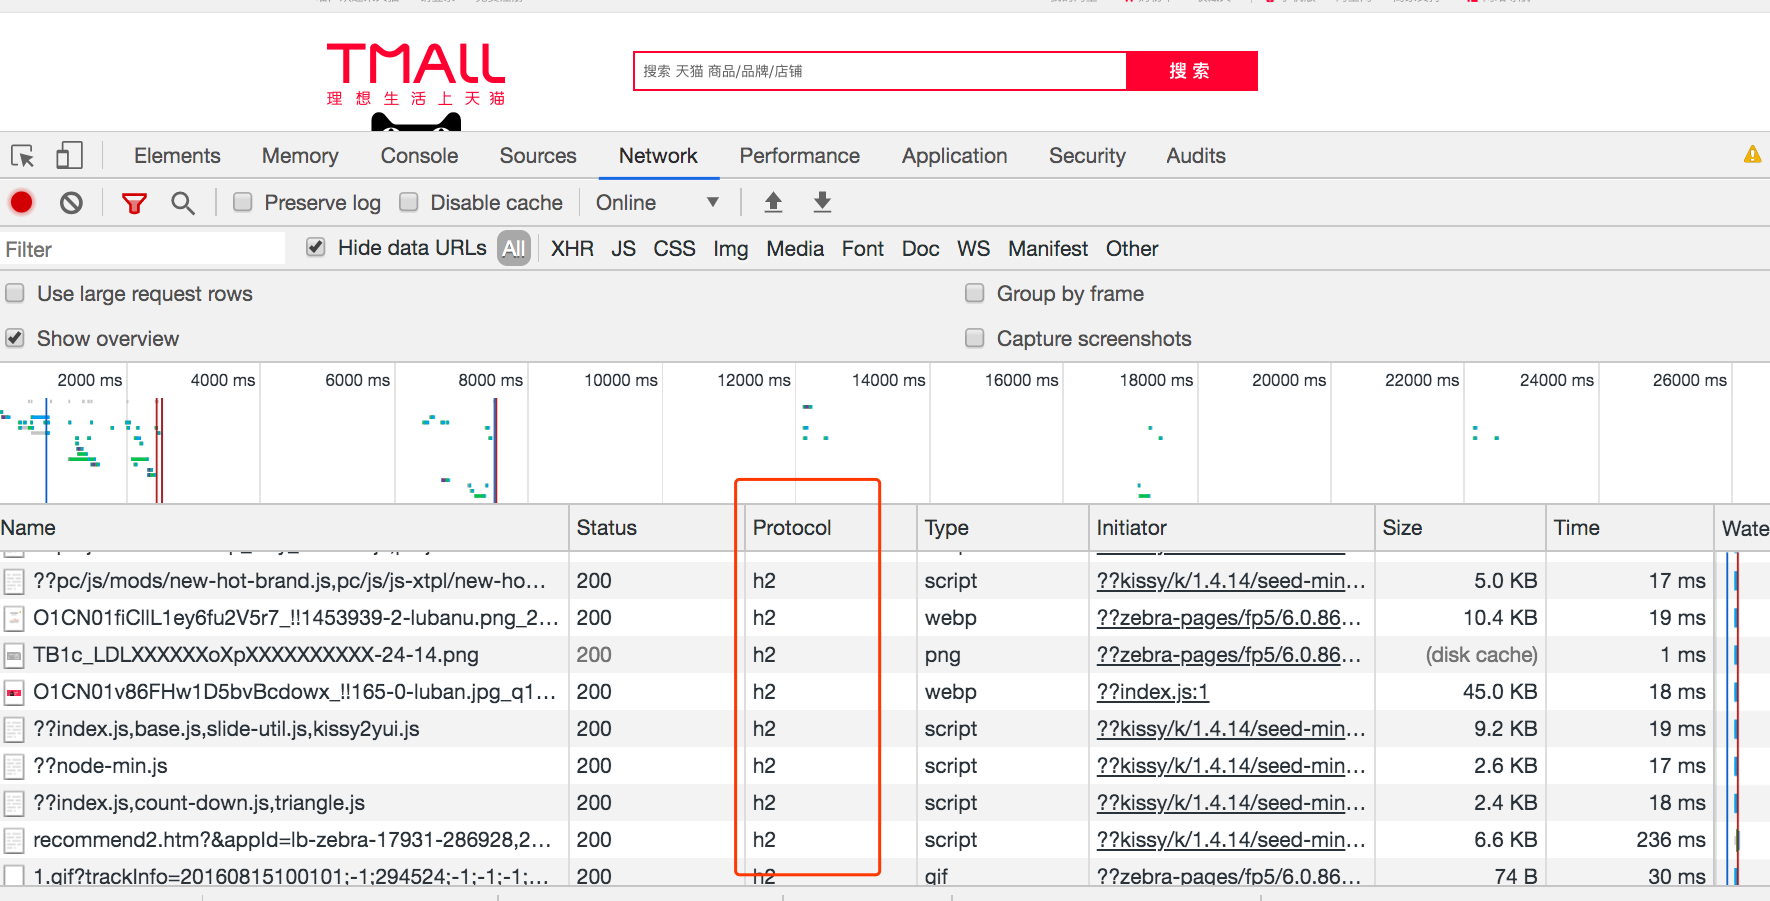 TMALL
理想生活上天猫
搜索 天猫 商品/品牌/店铺
搜 索
Elements Memory Console Sources Network Performance Application Security Audits
Preserve log Disable cache Online
Filter Hide data URLs All XHR JS CSS Img Media Font Doc WS Manifest Other
Use large request rows Group by frame
Show overview Capture screenshots
2000 ms 4000 ms 6000 ms 8000 ms 10000 ms 12000 ms 14000 ms 16000 ms 18000 ms 20000 ms 22000 ms 24000 ms 26000 ms
Name Status Protocol Type Initiator Size Time Wate
??pc/js/mods/new-hot-brand.js,pc/js/js-xtpl/new-ho… 200 h2 script ??kissy/k/1.4.14/seed-min… 5.0 KB 17 ms
O1CN01fiCllL1ey6fu2V5r7_!!1453939-2-lubanu.png_2… 200 h2 webp ??zebra-pages/fp5/6.0.86… 10.4 KB 19 ms
TB1c_LDLXXXXXXoXpXXXXXXXXXX-24-14.png 200 h2 png ??zebra-pages/fp5/6.0.86… (disk cache) 1 ms
O1CN01v86FHw1D5bvBcdowx_!!165-0-luban.jpg_q1… 200 h2 webp ??index.js:1 45.0 KB 18 ms
??index.js,base.js,slide-util.js,kissy2yui.js 200 h2 script ??kissy/k/1.4.14/seed-min… 9.2 KB 19 ms
??node-min.js 200 h2 script ??kissy/k/1.4.14/seed-min… 2.6 KB 17 ms
??index.js,count-down.js,triangle.js 200 h2 script ??kissy/k/1.4.14/seed-min… 2.4 KB 18 ms
recommend2.htm?&appId=lb-zebra-17931-286928,2… 200 h2 script ??kissy/k/1.4.14/seed-min… 6.6 KB 236 ms
1.gif?trackInfo=20160815100101;-1;294524;-1;-1;-1;… 200 h2 gif ??zebra-pages/fp5/6.0.86… 74 B 30 ms